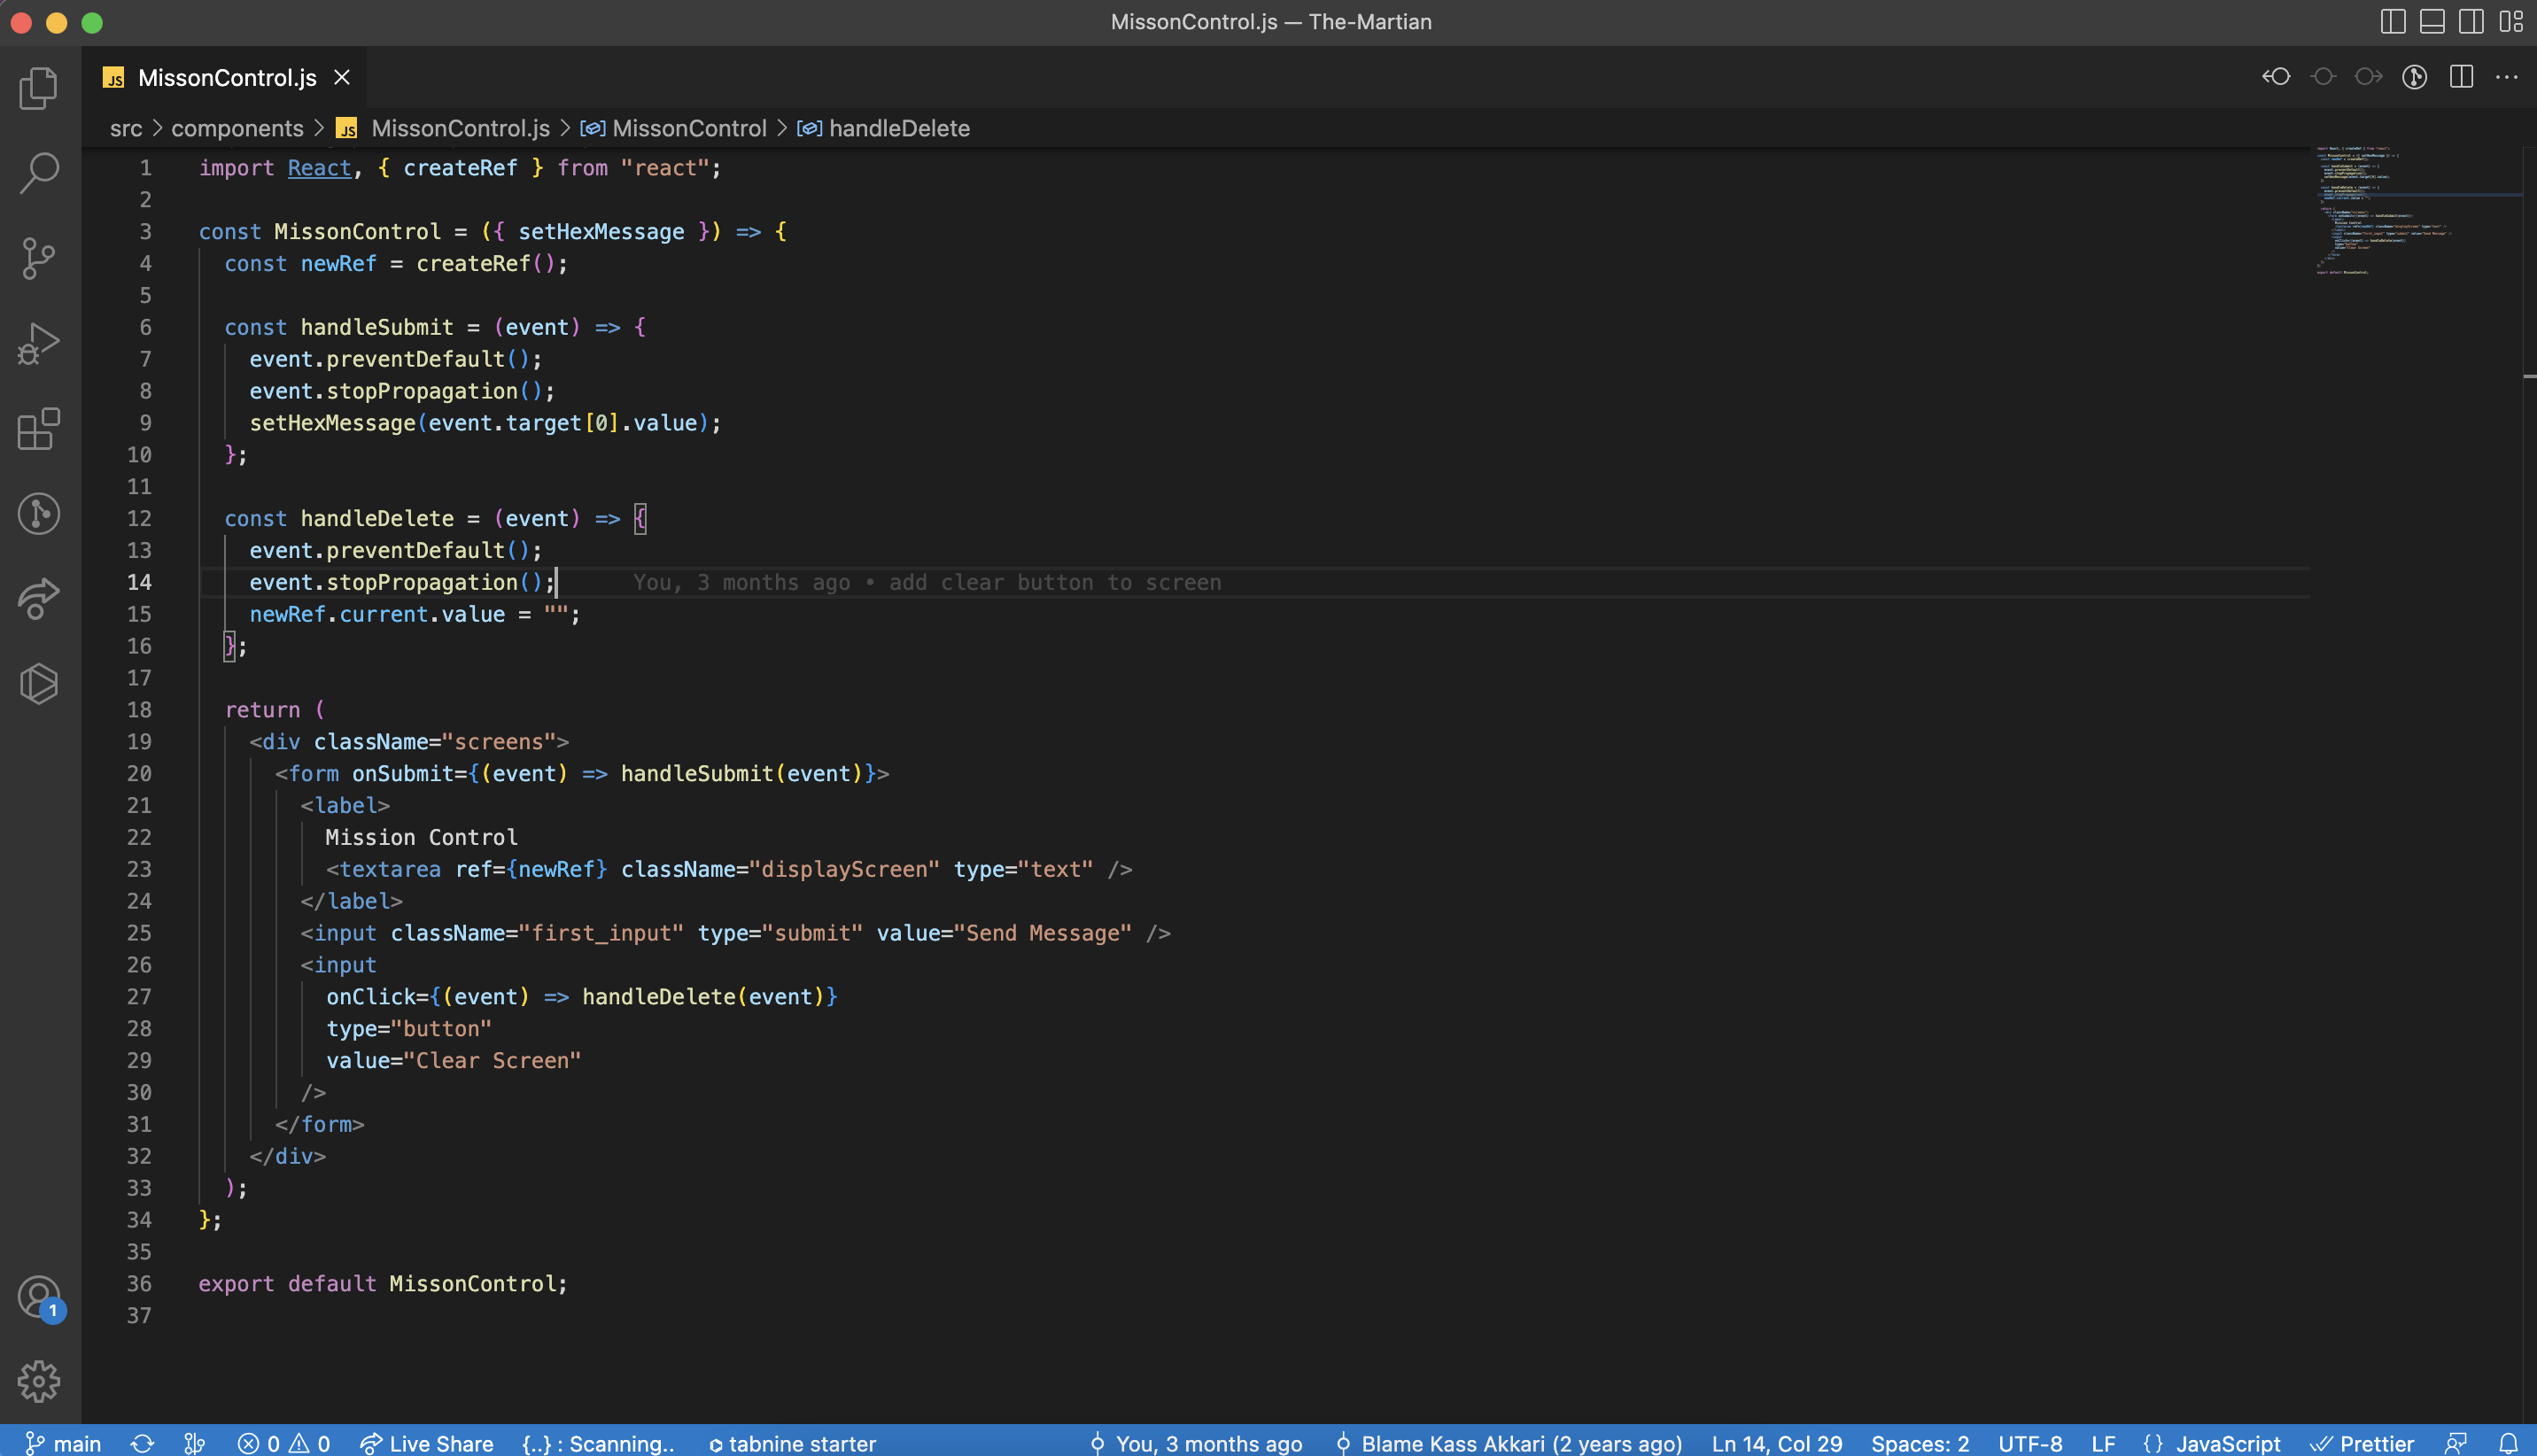 MissonControl.js — The-Martian
JS MissonControl.js
src > components > JS MissonControl.js > MissonControl > handleDelete
1 import React, { createRef } from "react";
2
3 const MissonControl = ({ setHexMessage }) => {
4 const newRef = createRef();
5
6 const handleSubmit = (event) => {
7 event.preventDefault();
8 event.stopPropagation();
9 setHexMessage(event.target[0].value);
10 };
11
12 const handleDelete = (event) => {
13 event.preventDefault();
14 event.stopPropagation(); You, 3 months ago • add clear button to screen
15 newRef.current.value = "";
16 };
17
18 return (
19 <div className="screens">
20 <form onSubmit={(event) => handleSubmit(event)}>
21 <label>
22 Mission Control
23 <textarea ref={newRef} className="displayScreen" type="text" />
24 </label>
25 <input className="first_input" type="submit" value="Send Message" />
26 <input
27 onClick={(event) => handleDelete(event)}
28 type="button"
29 value="Clear Screen"
30 />
31 </form>
32 </div>
33 );
34 };
35
36 export default MissonControl;
37
1
main 0 0 Live Share {..} : Scanning.. tabnine starter You, 3 months ago Blame Kass Akkari (2 years ago) Ln 14, Col 29 Spaces: 2 UTF-8 LF {} JavaScript Prettier